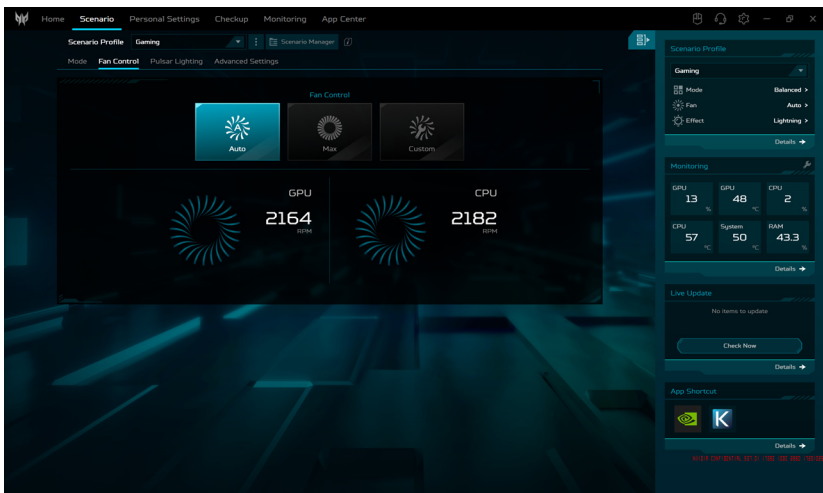 Home Scenario Personal Settings Checkup Monitoring App Center
Scenario Profile Gaming Scenario Manager
Mode Fan Control Pulsar Lighting Advanced Settings
Fan Control
Auto Max Custom
GPU
2164
RPM
CPU
2182
RPM
Scenario Profile
Gaming
Mode Balanced >
Fan Auto >
Effect Lightning >
Details →
Monitoring
GPU
13
%
GPU
48
°C
CPU
2
%
CPU
57
°C
System
50
°C
RAM
43.3
%
Details →
Live Update
No items to update
Check Now
Details →
App Shortcut
K
Details →